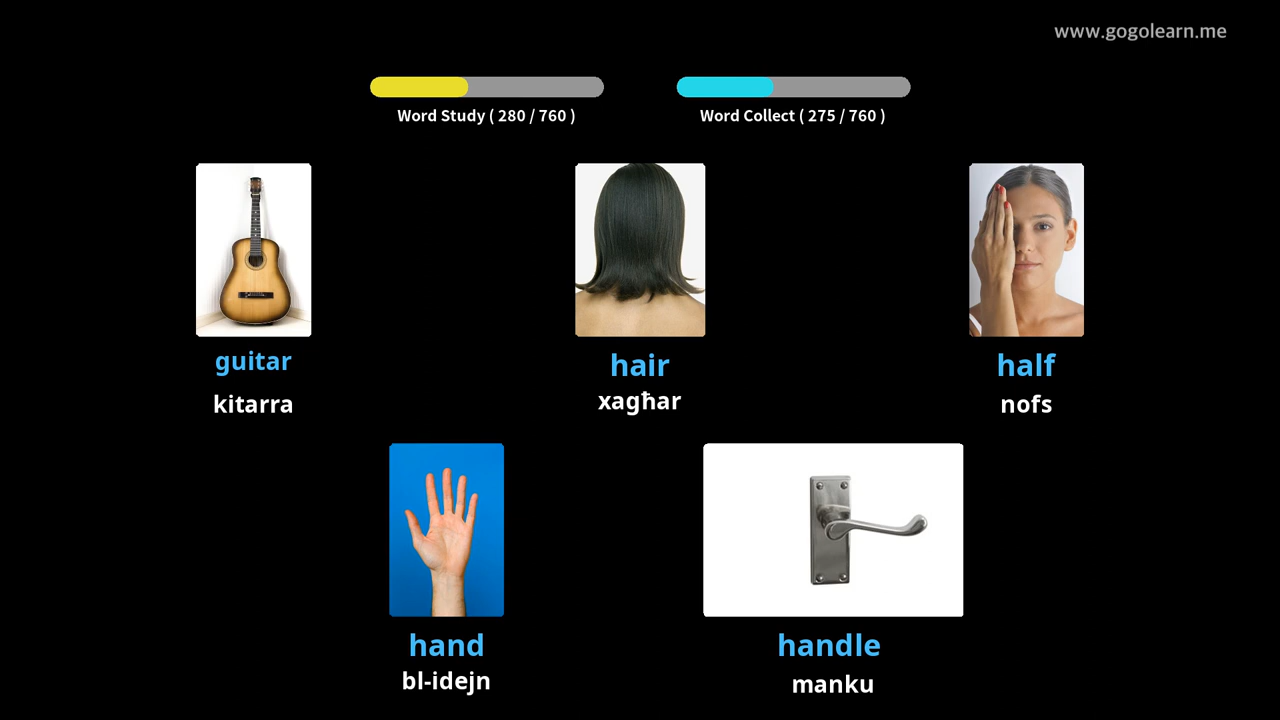 www.gogolearn.me
Word Study ( 280 / 760 )
Word Collect ( 275 / 760 )
guitar
kitarra
hair
xagħar
half
nofs
hand
bl-idejn
handle
manku